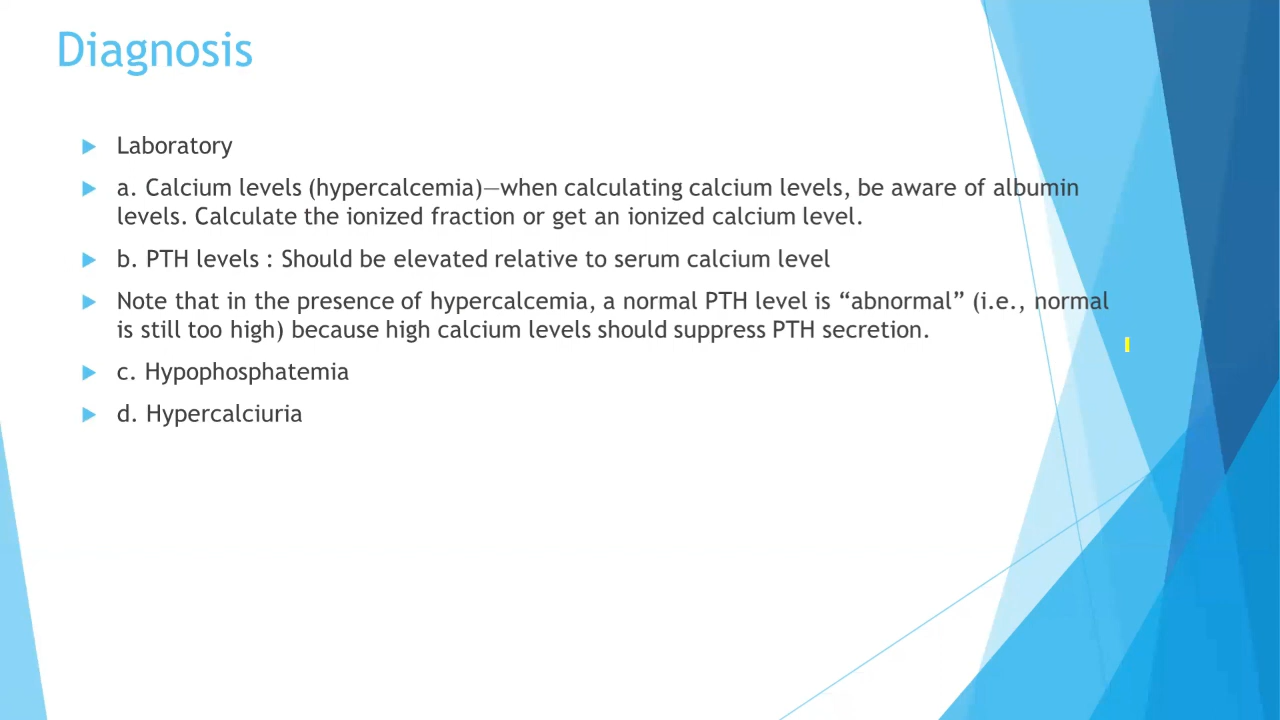 Diagnosis
Laboratory
a. Calcium levels (hypercalcemia)—when calculating calcium levels, be aware of albumin
levels. Calculate the ionized fraction or get an ionized calcium level.
b. PTH levels : Should be elevated relative to serum calcium level
Note that in the presence of hypercalcemia, a normal PTH level is “abnormal” (i.e., normal
is still too high) because high calcium levels should suppress PTH secretion.
c. Hypophosphatemia
d. Hypercalciuria